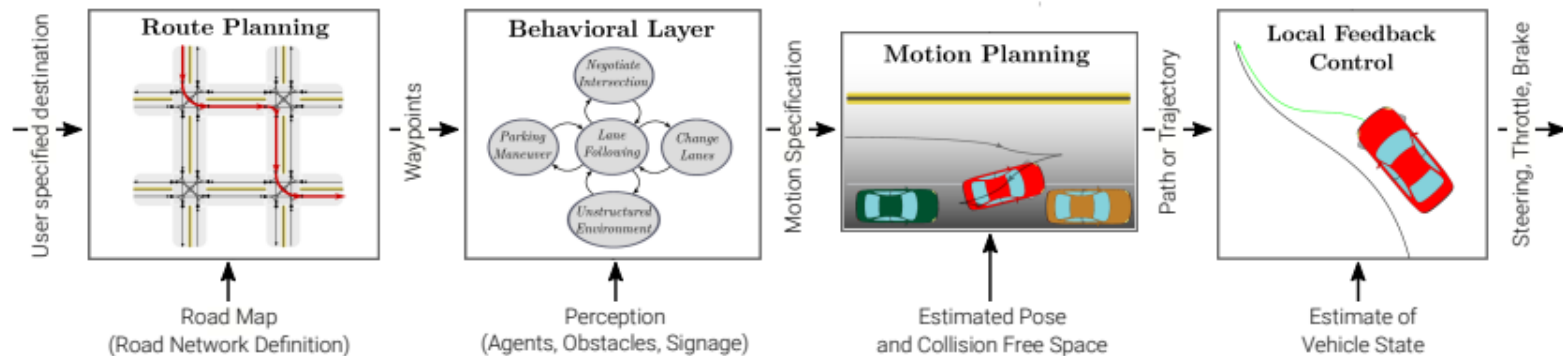 User specified destination
Route Planning
Road Map
(Road Network Definition)
Waypoints
Behavioral Layer
Negotiate
Intersection
Parking
Maneuver
Lane
Following
Change
Lanes
Unstructured
Environment
Perception
(Agents, Obstacles, Signage)
Motion Specification
Motion Planning
Estimated Pose
and Collision Free Space
Path or Trajectory
Local Feedback
Control
Estimate of
Vehicle State
Steering, Throttle, Brake